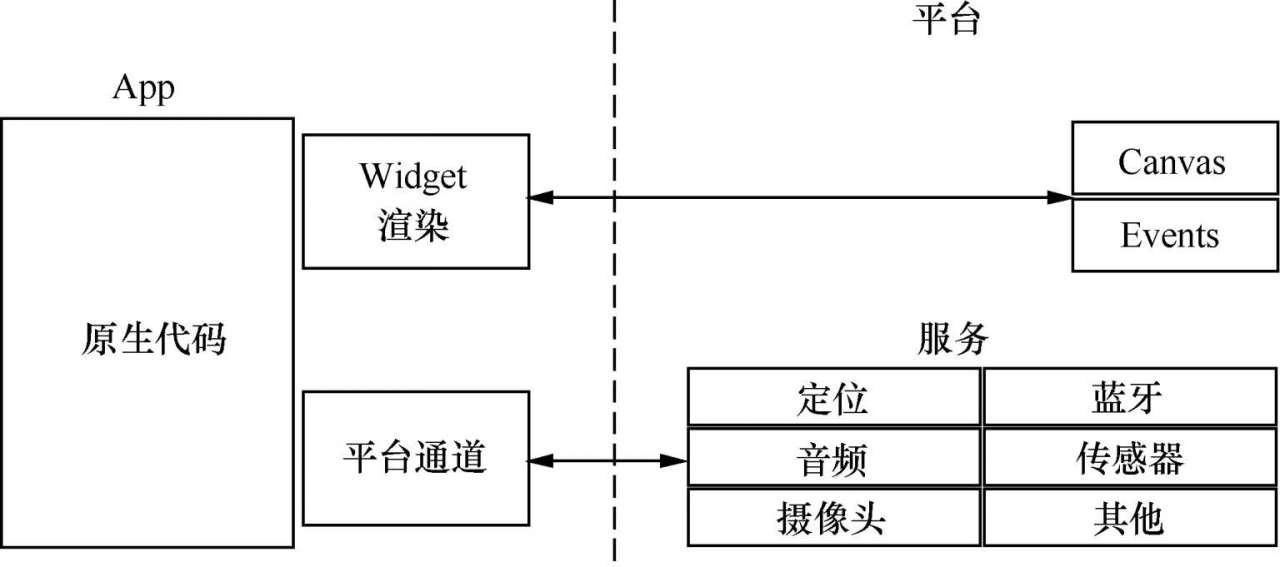 平台
App
Widget
渲染
Canvas
Events
原生代码
服务
平台通道
定位
蓝牙
音频
传感器
摄像头
其他